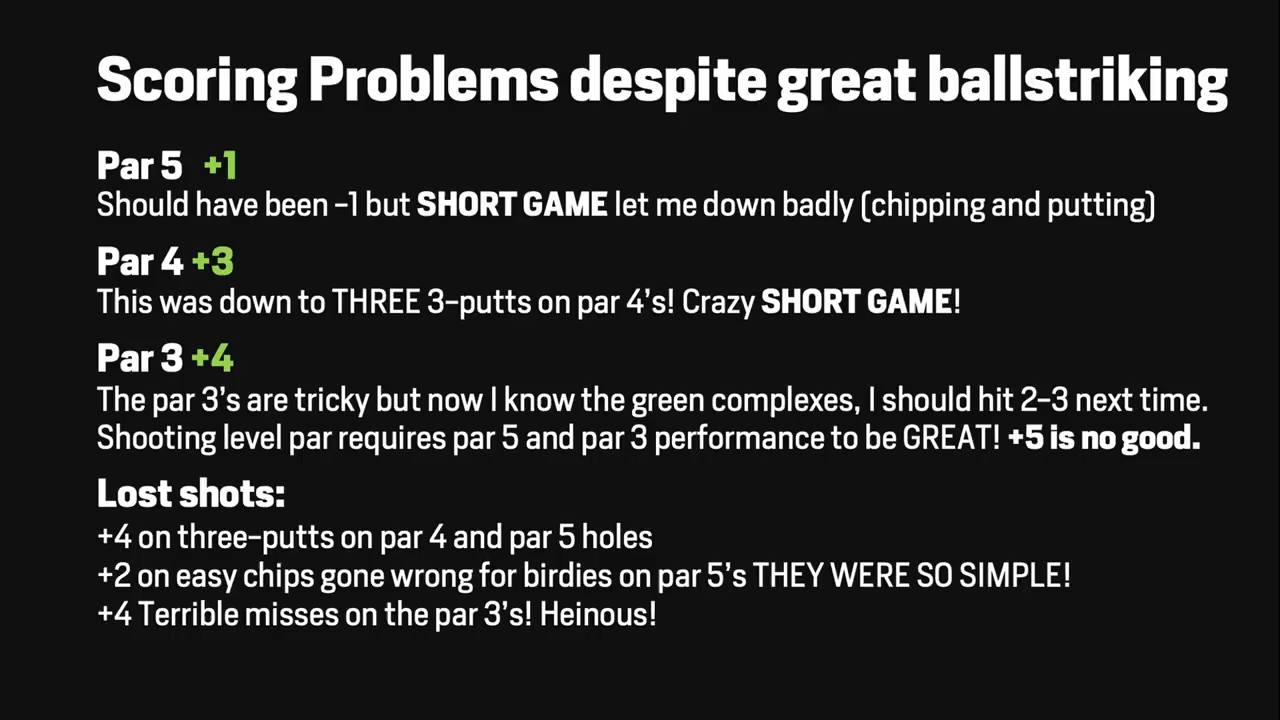 Scoring Problems despite great ballstriking
Par 5 +1
Should have been -1 but SHORT GAME let me down badly (chipping and putting)
Par 4 +3
This was down to THREE 3-putts on par 4's! Crazy SHORT GAME!
Par 3 +4
The par 3's are tricky but now I know the green complexes, I should hit 2-3 next time.
Shooting level par requires par 5 and par 3 performance to be GREAT! +5 is no good.
Lost shots:
+4 on three-putts on par 4 and par 5 holes
+2 on easy chips gone wrong for birdies on par 5's THEY WERE SO SIMPLE!
+4 Terrible misses on the par 3's! Heinous!